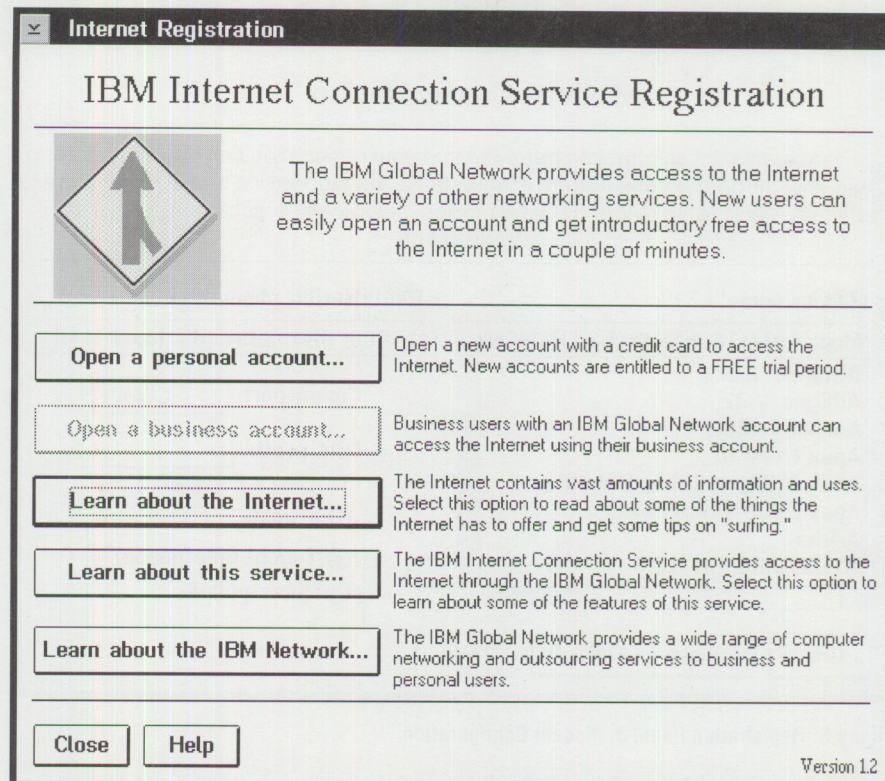 Internet Registration
IBM Internet Connection Service Registration
The IBM Global Network provides access to the Internet
and a variety of other networking services. New users can
easily open an account and get introductory free access to
the Internet in a couple of minutes.
Open a personal account...
Open a new account with a credit card to access the
Internet. New accounts are entitled to a FREE trial period.
Open a business account...
Business users with an IBM Global Network account can
access the Internet using their business account.
Learn about the Internet...
The Internet contains vast amounts of information and uses.
Select this option to read about some of the things the
Internet has to offer and get some tips on "surfing."
Learn about this service...
The IBM Internet Connection Service provides access to the
Internet through the IBM Global Network. Select this option to
learn about some of the features of this service.
Learn about the IBM Network...
The IBM Global Network provides a wide range of computer
networking and outsourcing services to business and
personal users.
Close
Help
Version 1.2